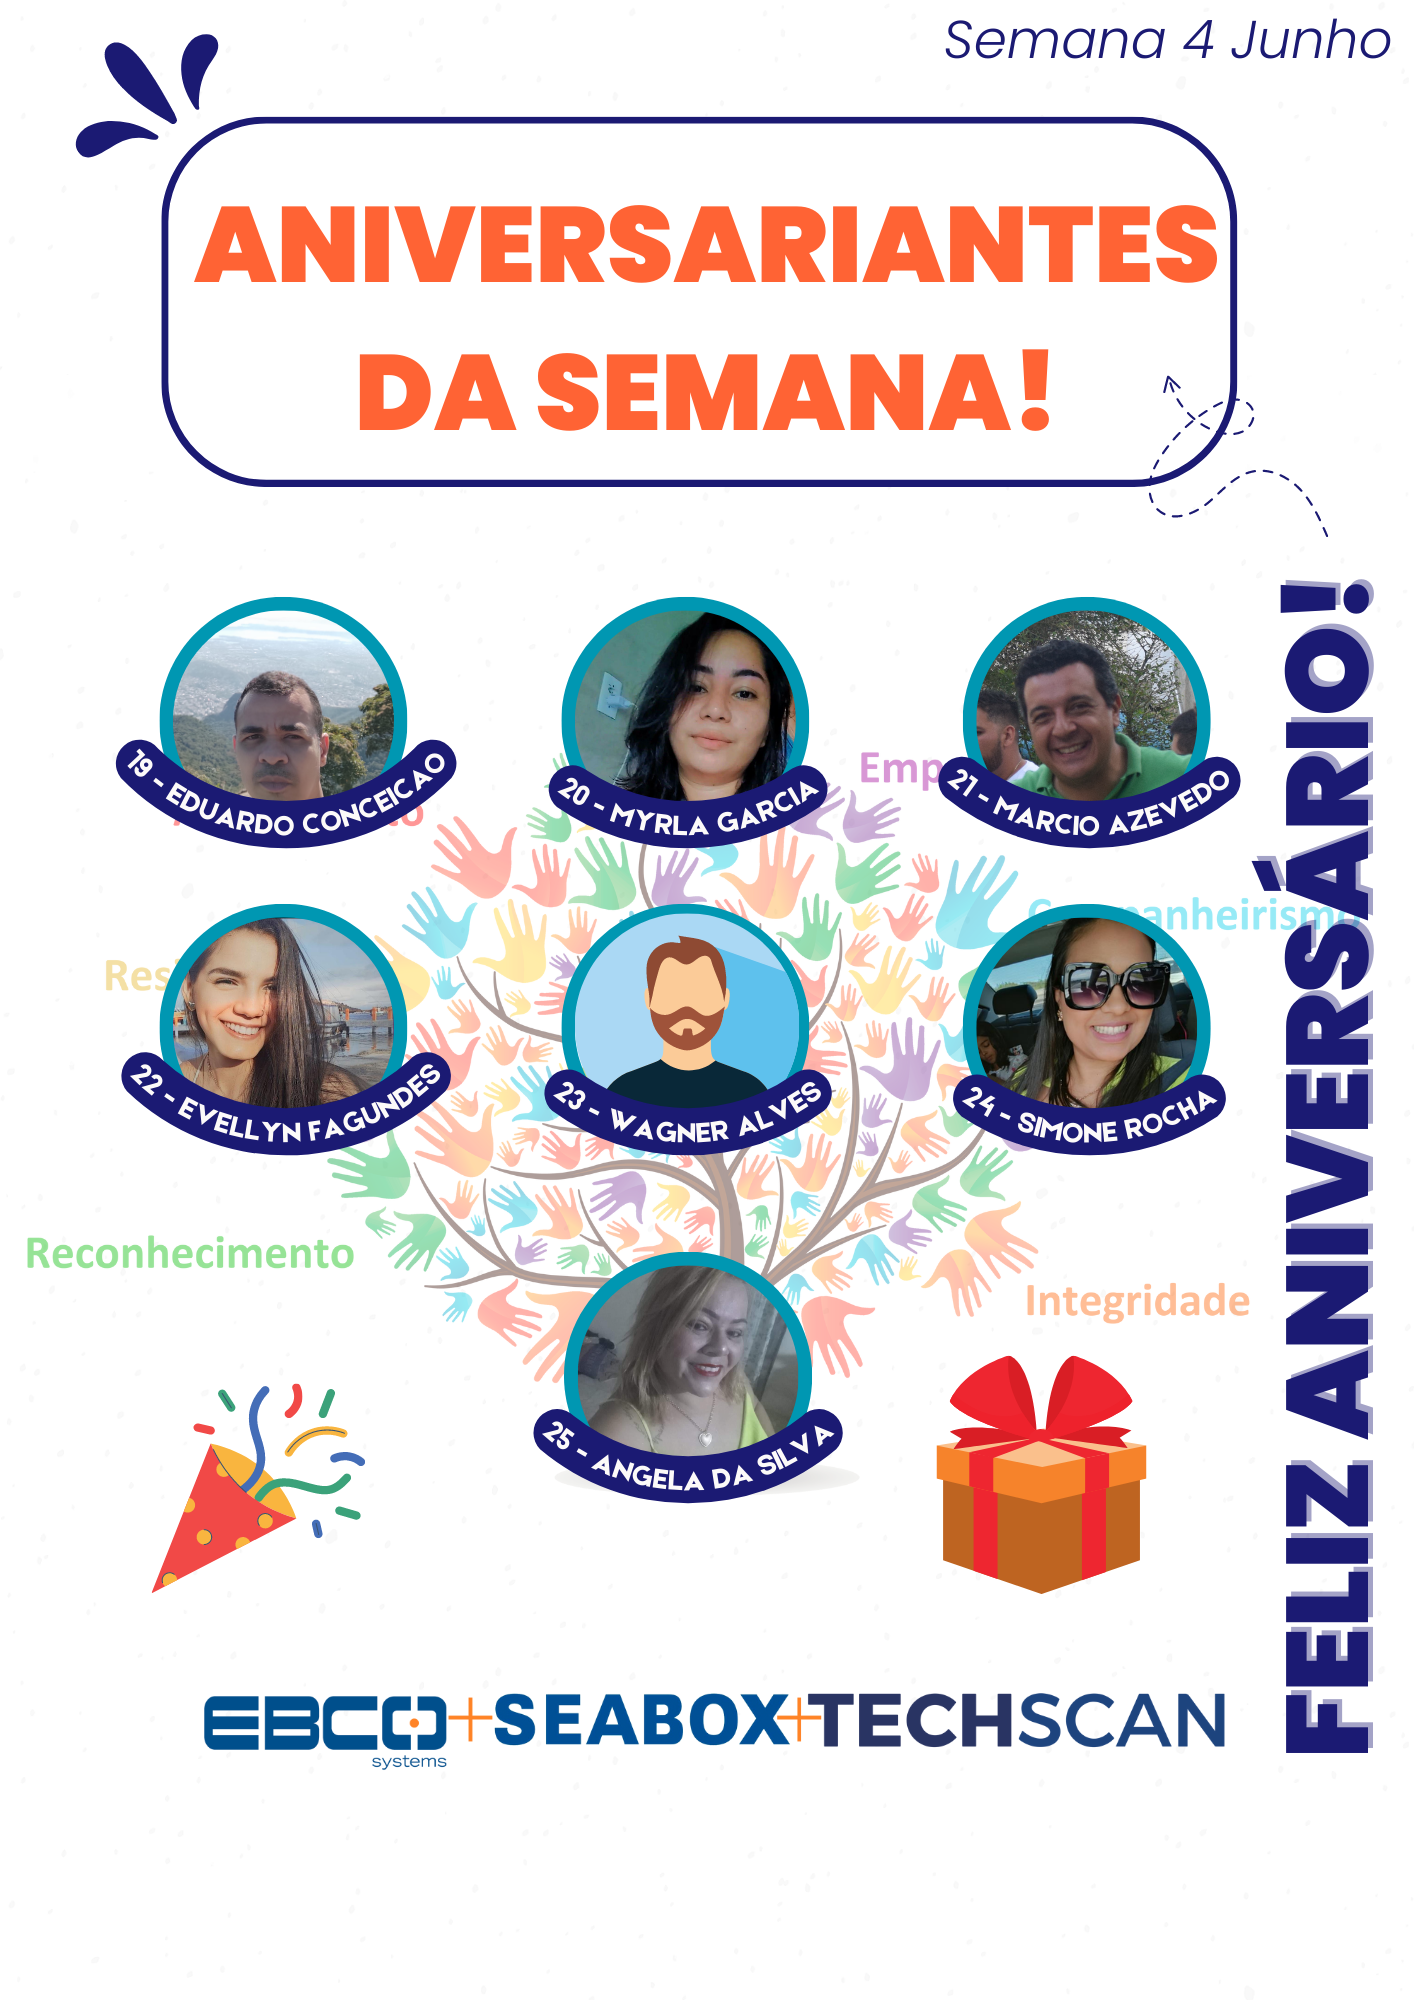 Semana 4 Junho
ANIVERSARIANTES
DA SEMANA!
19 - EDUARDO CONCEICAO
20 - MYRLA GARCIA
21 - MARCIO AZEVEDO
22 - EVELLYN FAGUNDES
23 - WAGNER ALVES
24 - SIMONE ROCHA
Reconhecimento
Integridade
25 - ANGELA DA SILVA
FELIZ ANIVERSÁRIO!
EBCO+SEABOX+TECHSCAN
systems